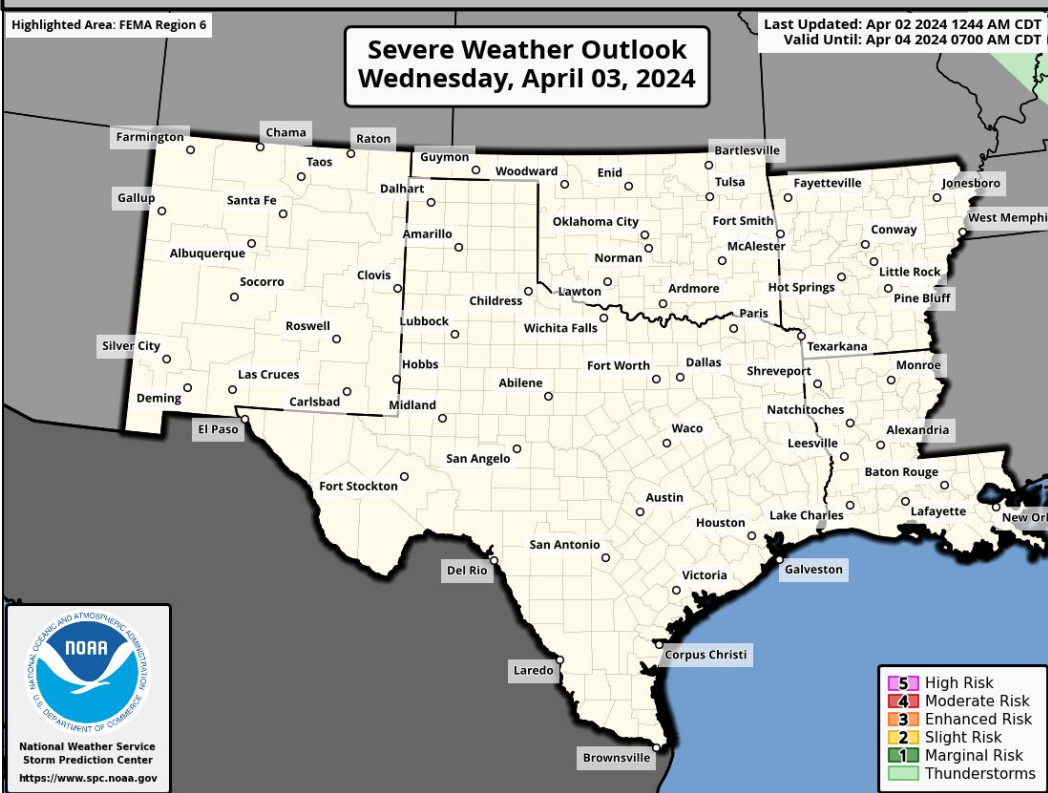 Highlighted Area: FEMA Region 6
Last Updated: Apr 02 2024 1244 AM CDT
Valid Until: Apr 04 2024 0700 AM CDT
Severe Weather Outlook
Wednesday, April 03, 2024
Farmington
Chama
Raton
Taos
Guymon
Woodward
Enid
Bartlesville
Tulsa
Dalhart
Fayetteville
Jonesboro
Gallup
Santa Fe
Oklahoma City
Fort Smith
West Memphi
Amarillo
Conway
Albuquerque
Norman
McAlester
Clovis
Little Rock
Socorro
Lawton
Ardmore
Hot Springs
Childress
Pine Bluff
Roswell
Lubbock
Wichita Falls
Paris
Silver City
Texarkana
Hobbs
Fort Worth
Dallas
Shreveport
Monroe
Las Cruces
Abilene
Deming
Carlsbad
Midland
Natchitoches
El Paso
Waco
Alexandria
Leesville
San Angelo
Baton Rouge
Fort Stockton
Austin
Houston
Lake Charles
Lafayette
New Orl
San Antonio
Del Rio
Galveston
Victoria
Corpus Christi
Laredo
Brownsville
NATIONAL OCEANIC AND ATMOSPHERIC ADMINISTRATION
NOAA
U.S. DEPARTMENT OF COMMERCE
National Weather Service
Storm Prediction Center
https://www.spc.noaa.gov
5 High Risk
4 Moderate Risk
3 Enhanced Risk
2 Slight Risk
1 Marginal Risk
Thunderstorms